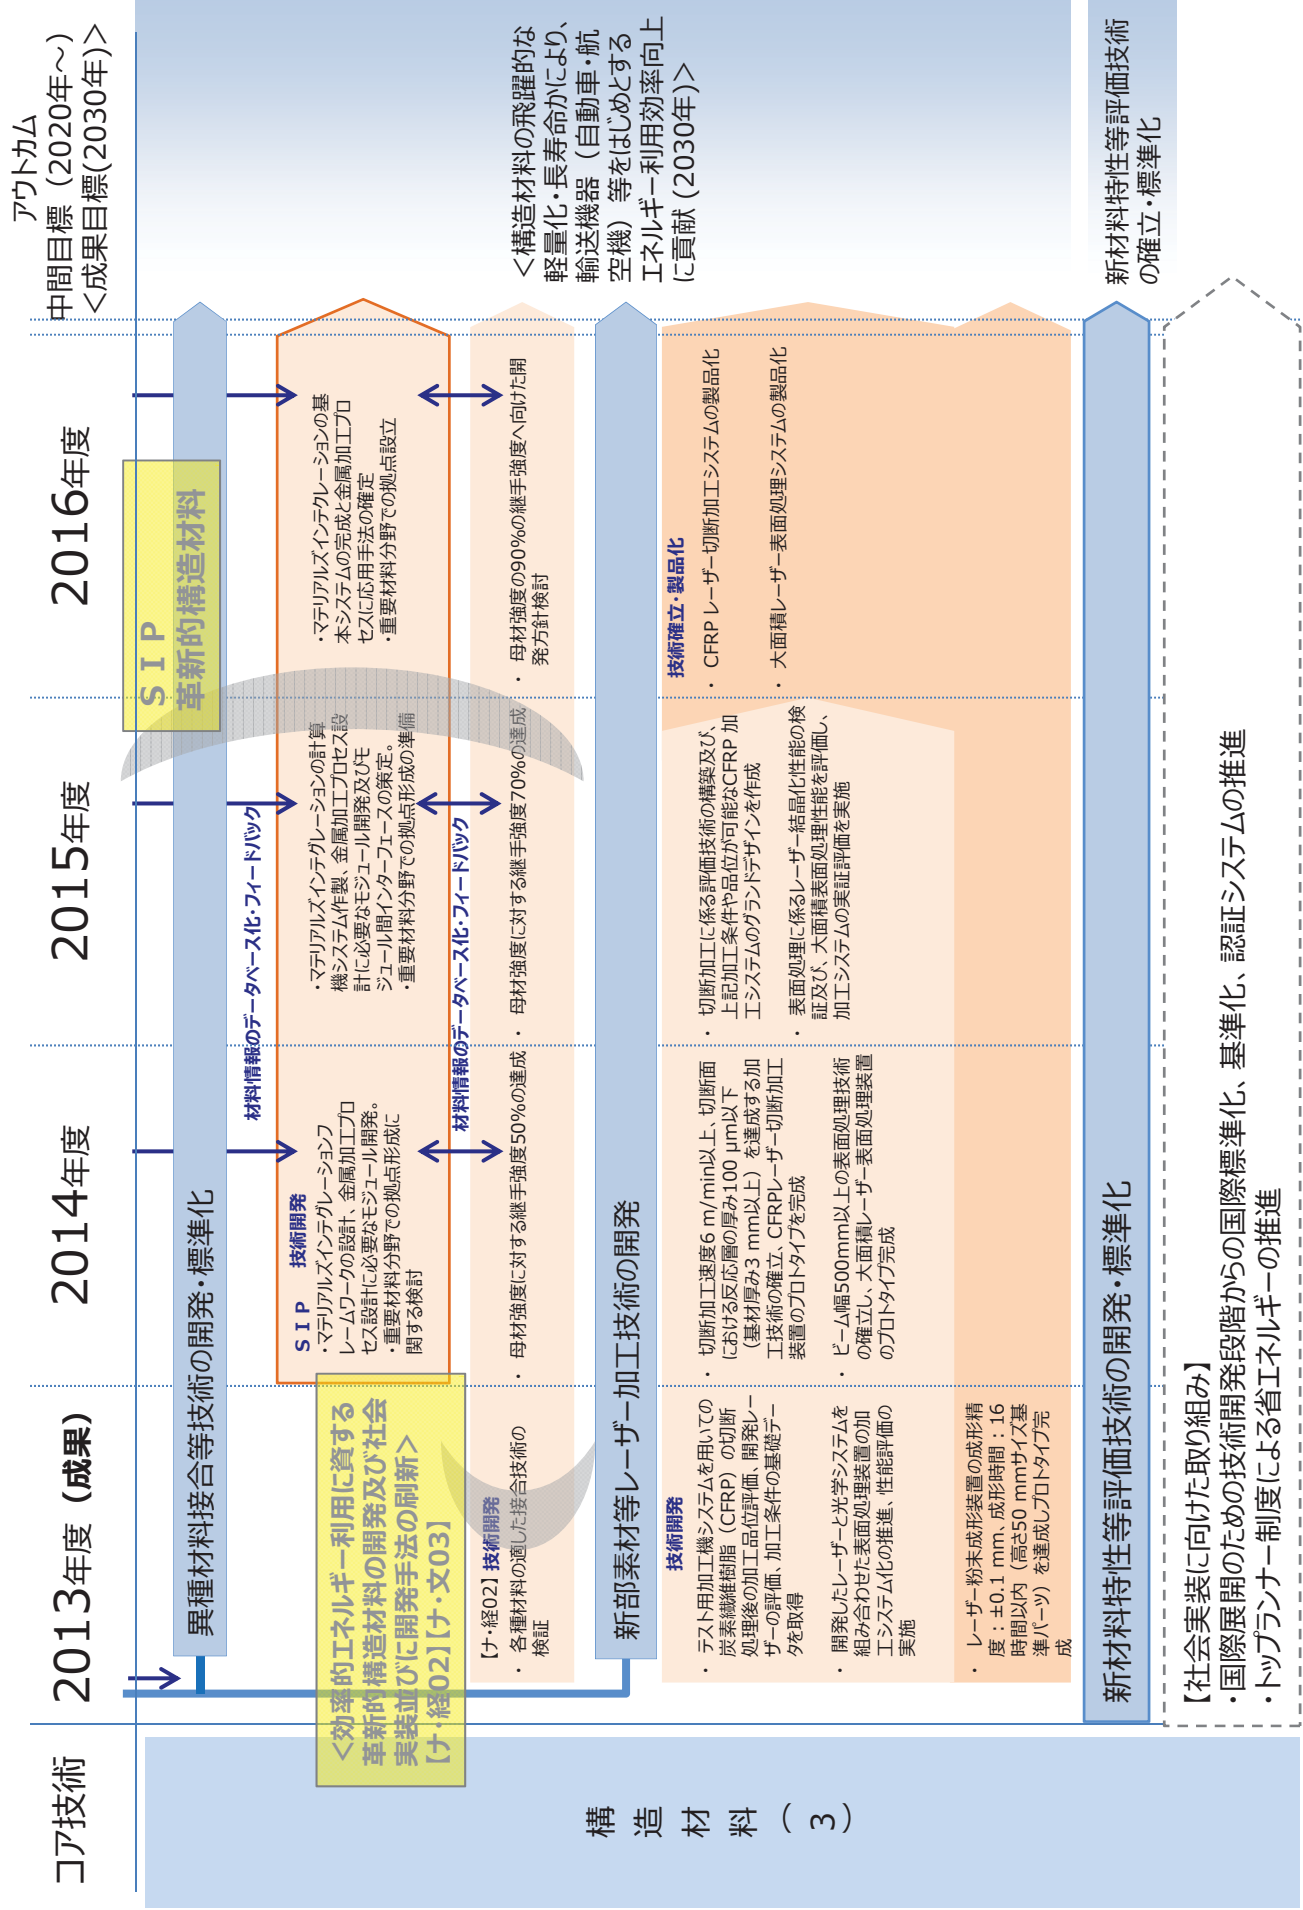 コア技術
2013年度（成果）
2014年度
2015年度
2016年度
アウトカム
中間目標（2020年～）
＜成果目標(2030年)＞
構造材料（3）
ＳＩＰ
革新的構造材料
異種材料接合等技術の開発・標準化
材料情報のデータベース化・フィードバック
＜効率的エネルギー利用に資する
革新的構造材料の開発及び社会
実装並びに開発手法の刷新＞
【ナ・経02】【ナ・文03】
ＳＩＰ　技術開発
・マテリアルズインテグレーションフ
レームワークの設計、金属加工プロ
セス設計に必要なモジュール開発。
・重要材料分野での拠点形成に
関する検討
・マテリアルズインテグレーションの計算
機システム作製、金属加工プロセス設
計に必要なモジュール開発及びモ
ジュール間インターフェースの策定。
・重要材料分野での拠点形成の準備
・マテリアルズインテグレーションの基
本システムの完成と金属加工プロ
セスに応用手法の確定
・重要材料分野での拠点設立
材料情報のデータベース化・フィードバック
【ナ・経02】技術開発
・ 各種材料の適した接合技術の
検証
・ 母材強度に対する継手強度50%の達成
・ 母材強度に対する継手強度70%の達成
・ 母材強度の90%の継手強度へ向けた開
発方針検討
＜構造材料の飛躍的な
軽量化・長寿命かにより、
輸送機器（自動車・航
空機）等をはじめとする
エネルギー利用効率向上
に貢献（2030年)＞
新部素材等レーザー加工技術の開発
技術開発
・ テスト用加工機システムを用いての
炭素繊維樹脂（CFRP）の切断
処理後の加工品位評価、開発レー
ザーの評価、加工条件の基礎デー
タを取得
・ 開発したレーザーと光学システムを
組み合わせた表面処理装置の加
工システム化の推進、性能評価の
実施
・ レーザー粉末成形装置の成形精
度：±0.1 mm、成形時間：16
時間以内（高さ50 mmサイズ基
準パーツ）を達成しプロトタイプ完
成
・ 切断加工速度6 m/min以上、切断面
における反応層の厚み100 μm以下
（基材厚み3 mm以上）を達成する加
工技術の確立、CFRPレーザー切断加工
装置のプロトタイプを完成
・ ビーム幅500mm以上の表面処理技術
の確立し、大面積レーザー表面処理装置
のプロトタイプ完成
・ 切断加工に係る評価技術の構築及び、
上記加工条件や品位が可能なCFRP 加
工システムのグランドデザインを作成
・ 表面処理に係るレーザー結晶化性能の検
証及び、大面積表面処理性能を評価し、
加工システムの実証評価を実施
技術確立・製品化
・ CFRP レーザー切断加工システムの製品化
・ 大面積レーザー表面処理システムの製品化
新材料特性等評価技術の開発・標準化
新材料特性等評価技術
の確立・標準化
【社会実装に向けた取り組み】
・国際展開のための技術開発段階からの国際標準化、基準化、認証システムの推進
・トップランナー制度による省エネルギーの推進